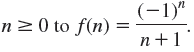 n ≥ 0 to f(n) = (−1)ⁿ / (n + 1).